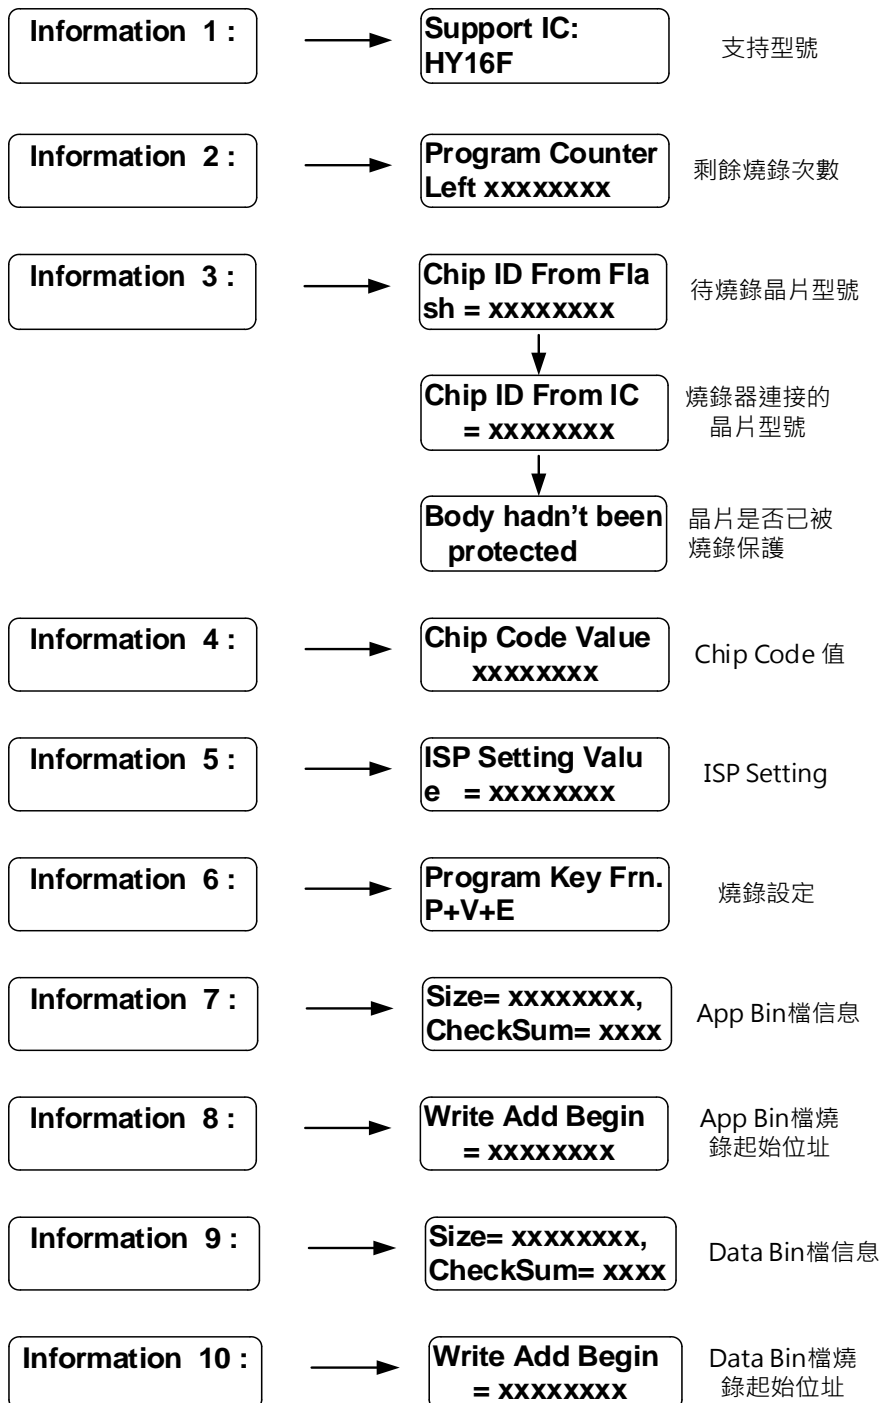 Information 1 :
Support IC:
HY16F
支持型號
Information 2 :
Program Counter
Left xxxxxxxx
剩餘燒錄次數
Information 3 :
Chip ID From Fla
sh = xxxxxxxx
待燒錄晶片型號
Chip ID From IC
= xxxxxxxx
燒錄器連接的
晶片型號
Body hadn't been
protected
晶片是否已被
燒錄保護
Information 4 :
Chip Code Value
xxxxxxxx
Chip Code 值
Information 5 :
ISP Setting Valu
e = xxxxxxxx
ISP Setting
Information 6 :
Program Key Frn.
P+V+E
燒錄設定
Information 7 :
Size= xxxxxxxx,
CheckSum= xxxx
App Bin檔信息
Information 8 :
Write Add Begin
= xxxxxxxx
App Bin檔燒
錄起始位址
Information 9 :
Size= xxxxxxxx,
CheckSum= xxxx
Data Bin檔信息
Information 10 :
Write Add Begin
= xxxxxxxx
Data Bin檔燒
錄起始位址